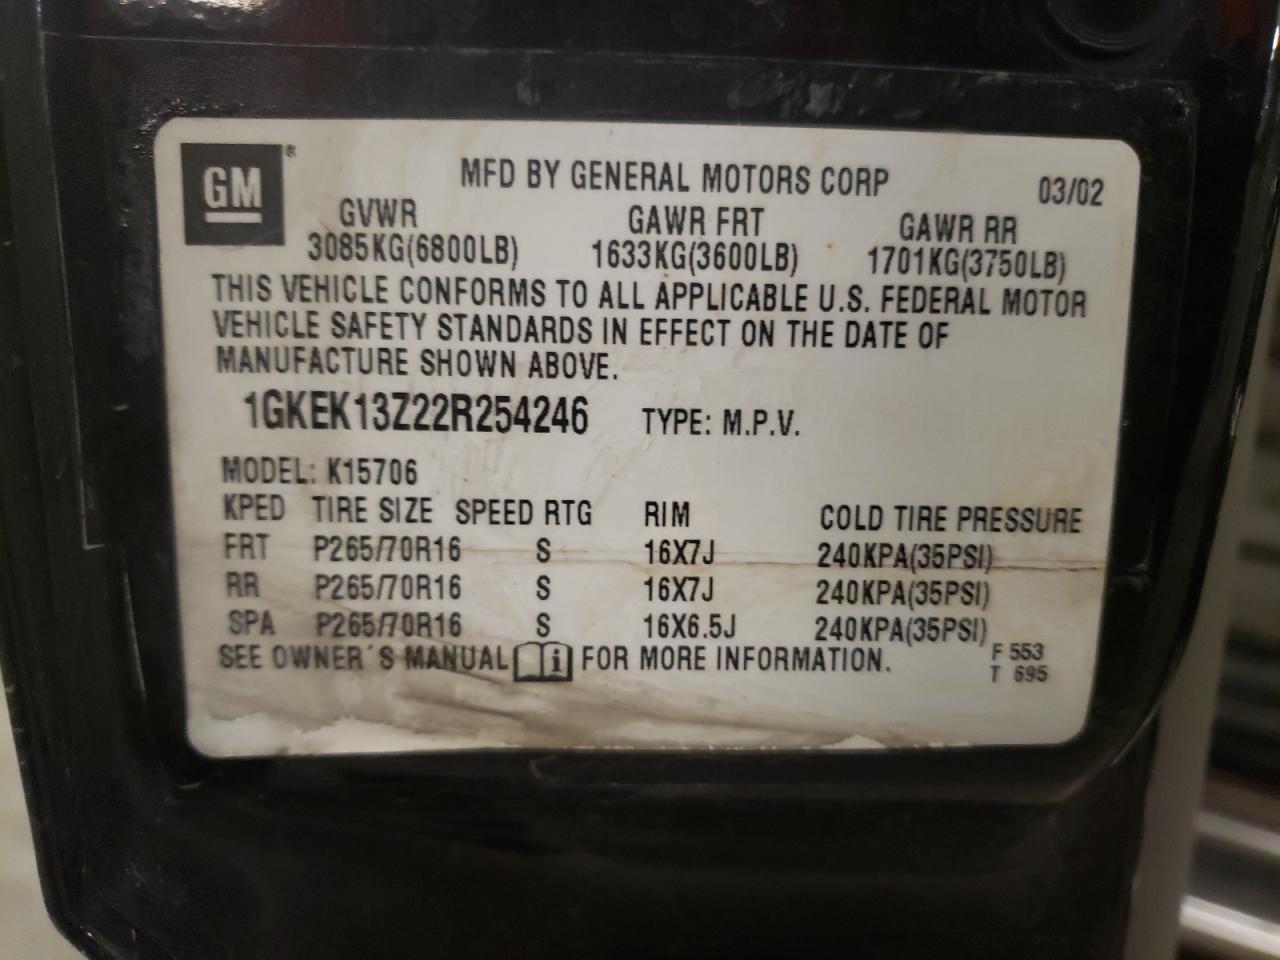 GM®
MFD BY GENERAL MOTORS CORP 03/02
GVWR GAWR FRT GAWR RR
3085KG(6800LB) 1633KG(3600LB) 1701KG(3750LB)
THIS VEHICLE CONFORMS TO ALL APPLICABLE U.S. FEDERAL MOTOR
VEHICLE SAFETY STANDARDS IN EFFECT ON THE DATE OF
MANUFACTURE SHOWN ABOVE.
1GKEK13Z22R254246 TYPE: M.P.V.
MODEL: K15706
KPED TIRE SIZE SPEED RTG RIM COLD TIRE PRESSURE
FRT P265/70R16 S 16X7J 240KPA(35PSI)
RR P265/70R16 S 16X7J 240KPA(35PSI)
SPA P265/70R16 S 16X6.5J 240KPA(35PSI)
SEE OWNER´S MANUAL i FOR MORE INFORMATION.
F 553
T 695